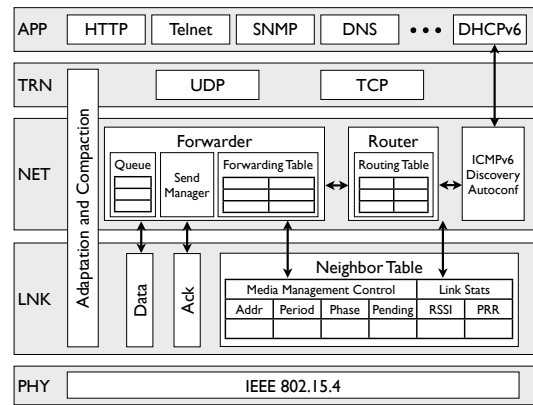 APP HTTP Telnet SNMP DNS ••• DHCPv6
TRN UDP TCP
Adaptation and Compaction
NET
Forwarder
Queue
Send
Manager
Forwarding Table
Router
Routing Table
ICMPv6
Discovery
Autoconf
LNK
Data
Ack
Neighbor Table
Media Management Control Link Stats
Addr Period Phase Pending RSSI PRR
PHY IEEE 802.15.4